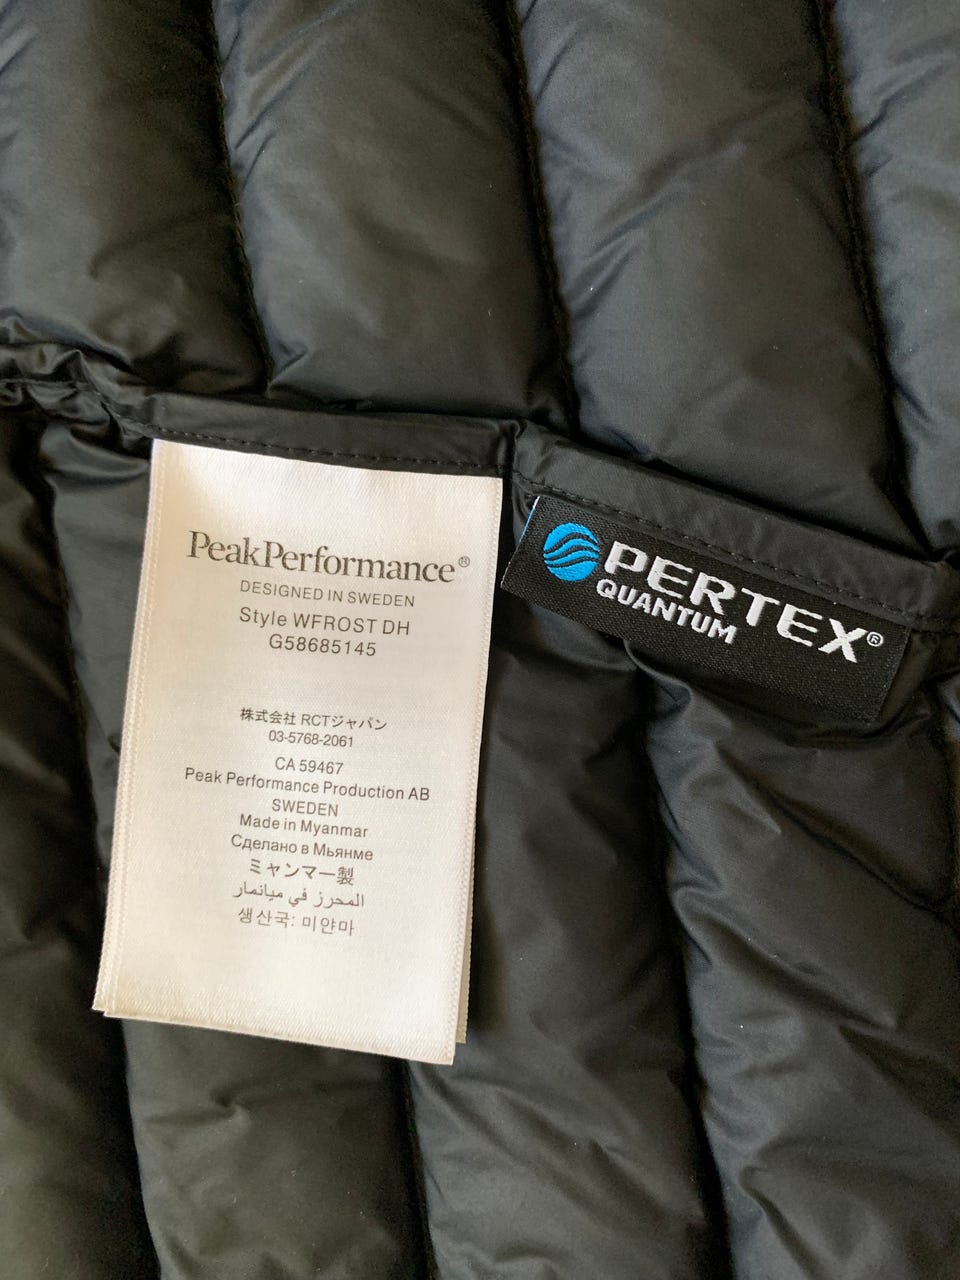 PeakPerformance®
DESIGNED IN SWEDEN
Style WFROST DH
G58685145
株式会社 RCTジャパン
03-5768-2061
CA 59467
Peak Performance Production AB
SWEDEN
Made in Myanmar
Сделано в Мьянме
ミャンマー製
المحرز في ميانمار
생산국: 미얀마
PERTEX®
QUANTUM